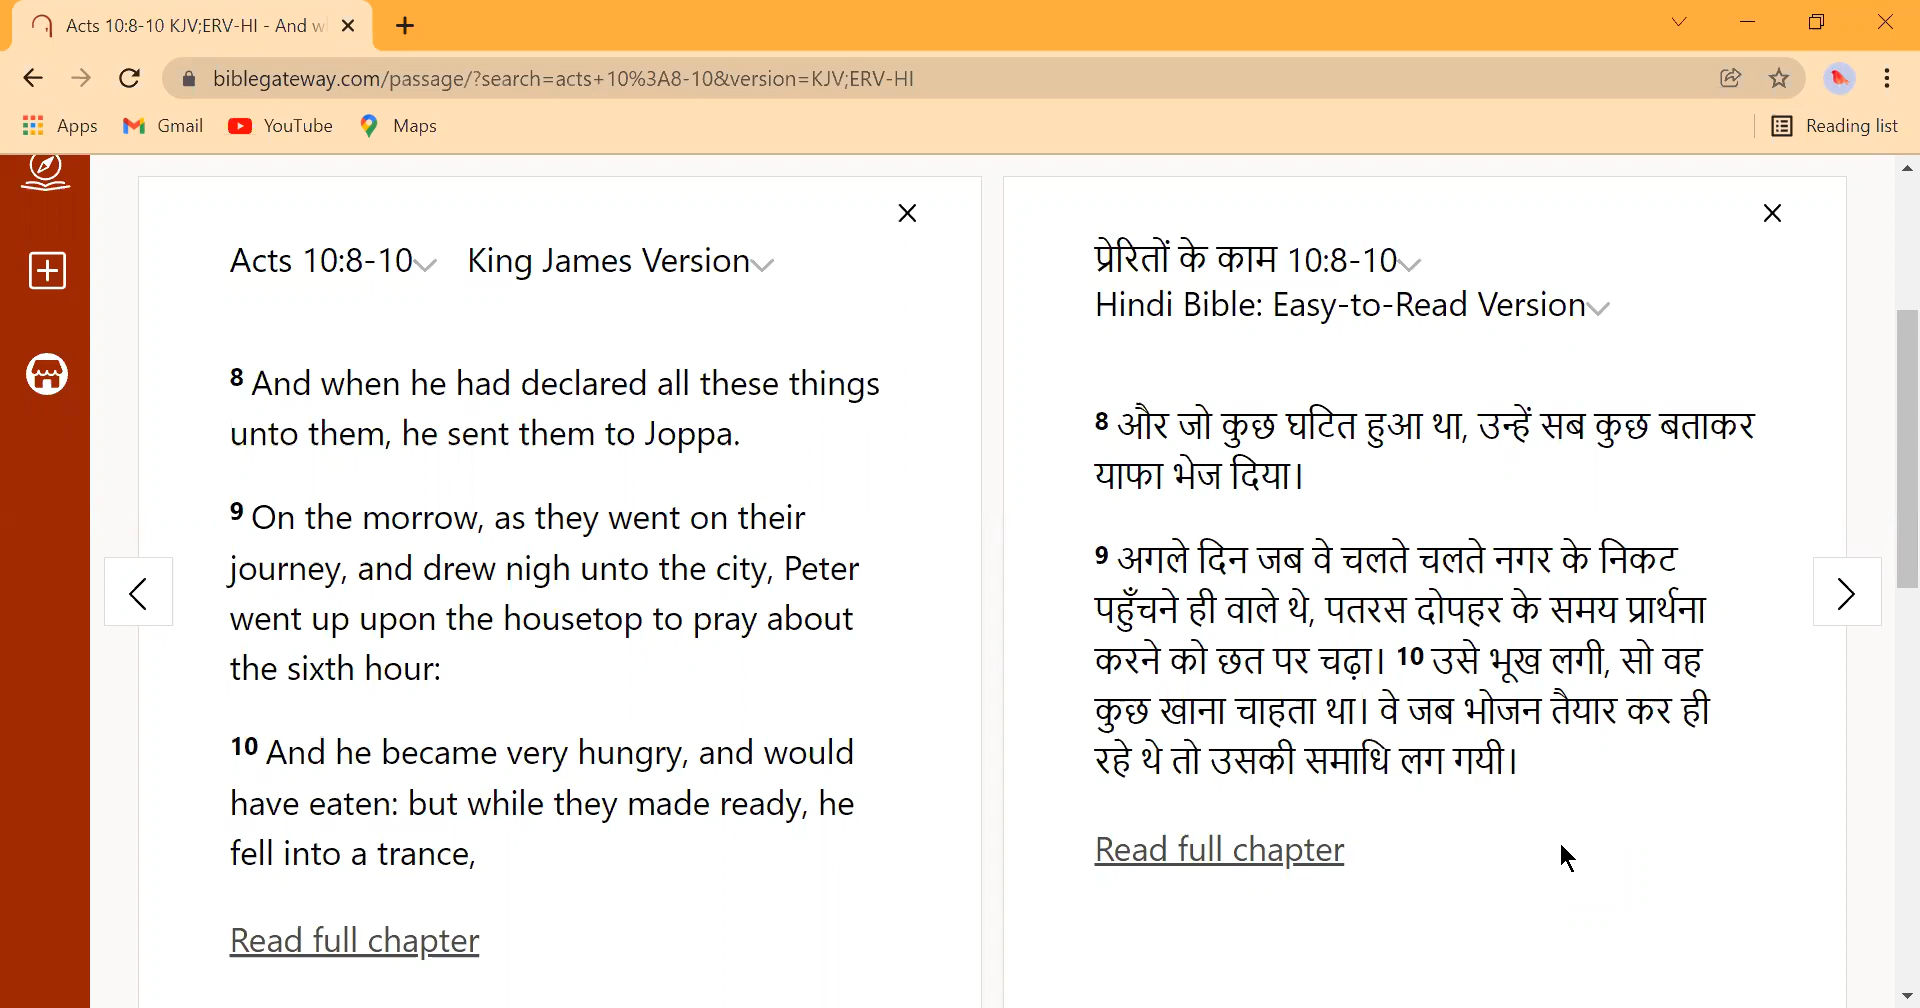 Acts 10:8-10 KJV;ERV-HI - And w
biblegateway.com/passage/?search=acts+10%3A8-10&version=KJV;ERV-HI
Apps Gmail YouTube Maps Reading list
Acts 10:8-10 King James Version
8 And when he had declared all these things
unto them, he sent them to Joppa.
9 On the morrow, as they went on their
journey, and drew nigh unto the city, Peter
went up upon the housetop to pray about
the sixth hour:
10 And he became very hungry, and would
have eaten: but while they made ready, he
fell into a trance,
Read full chapter
प्रेरितों के काम 10:8-10
Hindi Bible: Easy-to-Read Version
8 और जो कुछ घटित हुआ था, उन्हें सब कुछ बताकर
याफा भेज दिया।
9 अगले दिन जब वे चलते चलते नगर के निकट
पहुँचने ही वाले थे, पतरस दोपहर के समय प्रार्थना
करने को छत पर चढ़ा। 10 उसे भूख लगी, सो वह
कुछ खाना चाहता था। वे जब भोजन तैयार कर ही
रहे थे तो उसकी समाधि लग गयी।
Read full chapter